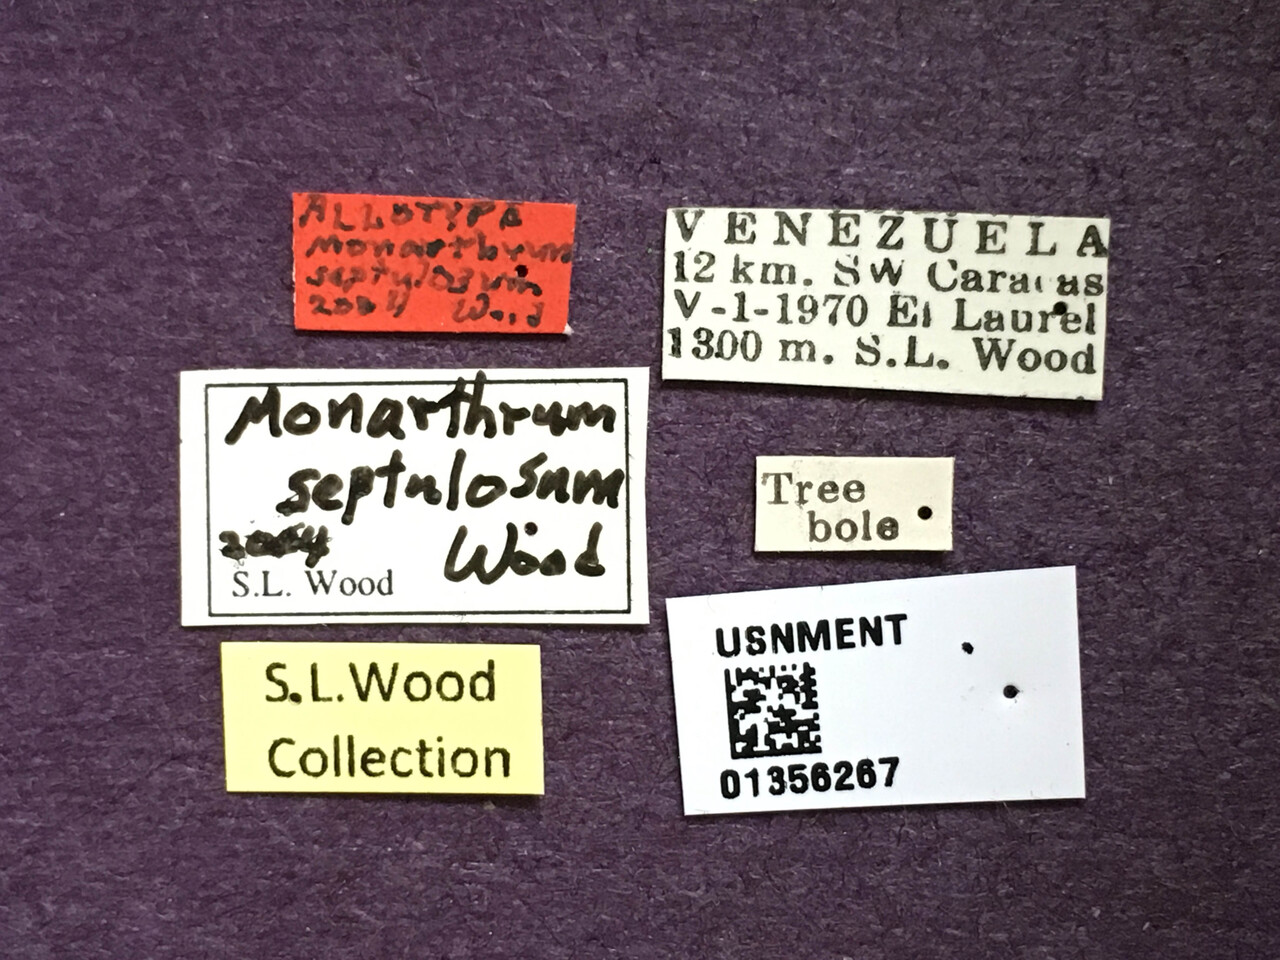 ALLOTYPE
Monarthrum
septulosum
2004 Wood
VENEZUELA
12 km. SW Caracas
V-1-1970 El Laurel
1300 m. S.L. Wood
Monarthrum
septulosum
2004 Wood
S.L. Wood
Tree
bole
S.L.Wood
Collection
USNMENT
01356267